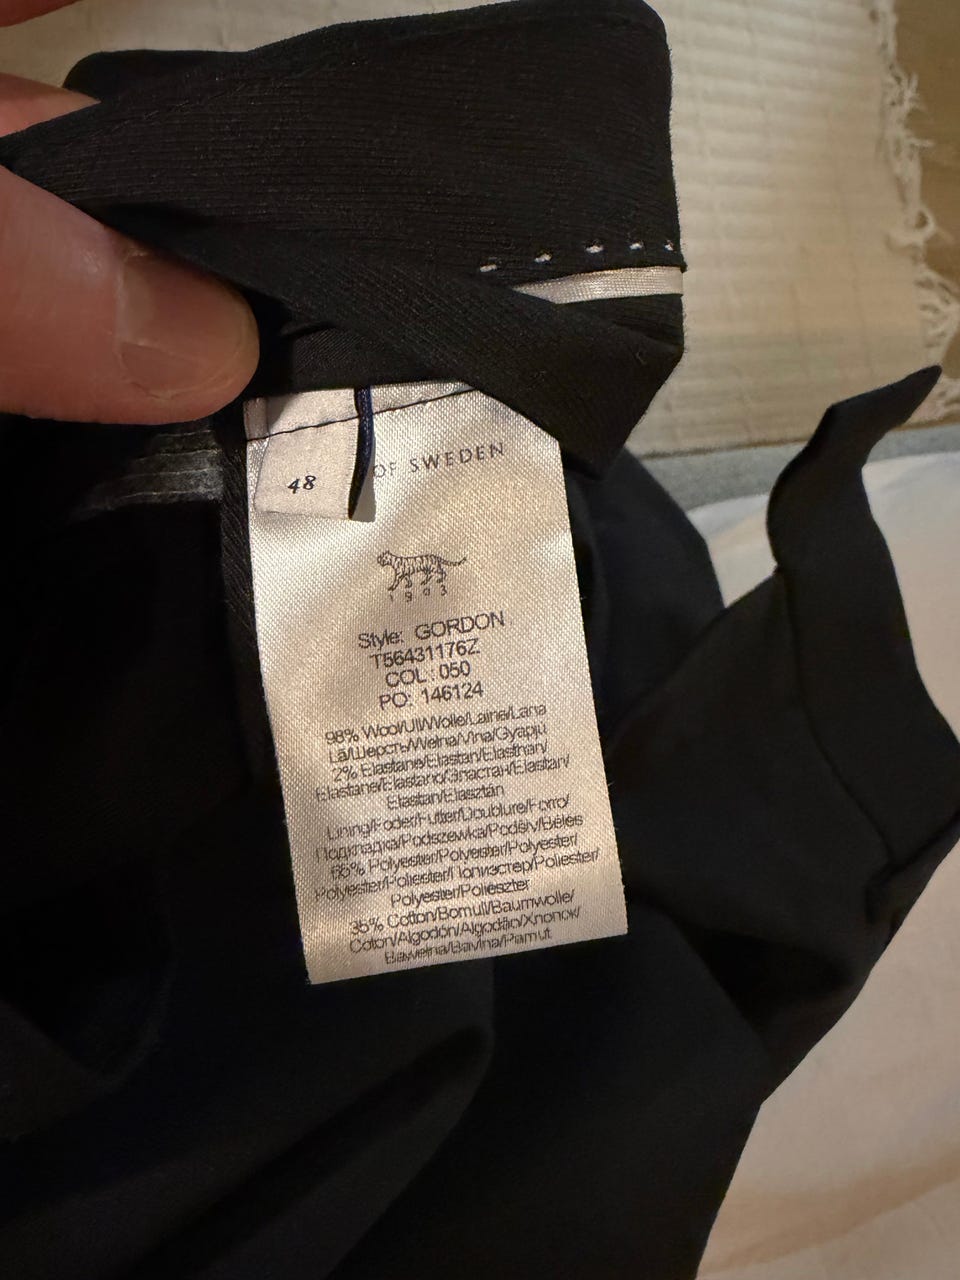 48
OF SWEDEN
1903
Style: GORDON
T56431176Z
COL: 050
PO: 146124
98% Wool/Ull/Wolle/Laine/Lana
Lã/Шерсть/Wełna/Vlna/Gyapjú
2% Elastane/Elastan/Elasthan/
Elastane/Elastano/Эластан/Elastan/
Elastan/Elasztán
Lining/Foder/Futter/Doublure/Forro/
Подкладка/Podszewka/Podšív/Bélés
65% Polyester/Polyester/Polyester/
Polyester/Poliester/Полиэстер/Poliester/
Polyester/Poliészter
35% Cotton/Bomull/Baumwolle/
Coton/Algodón/Algodão/Хлопок/
Bawełna/Bavlna/Pamut